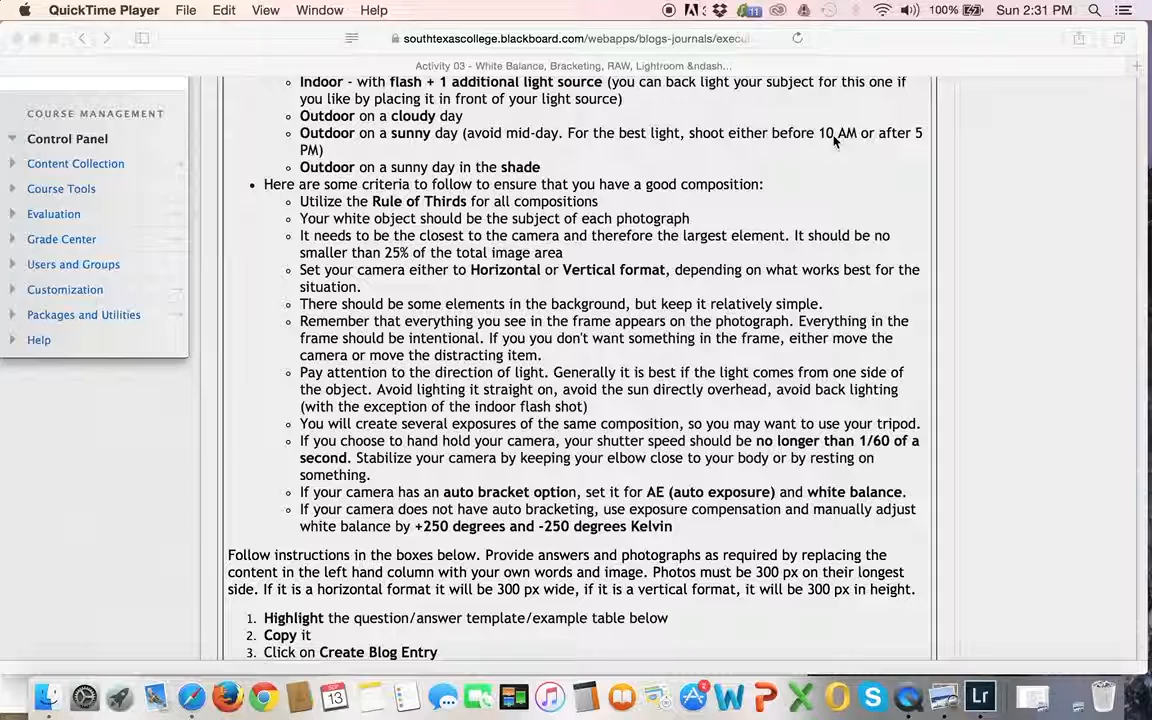 QuickTime Player File Edit View Window Help 11 100% Sun 2:31 PM
southtexascollege.blackboard.com/webapps/blogs-journals/execu
Activity 03 - White Balance, Bracketing, RAW, Lightroom &ndash...
COURSE MANAGEMENT
Control Panel
Content Collection
Course Tools
Evaluation
Grade Center
Users and Groups
Customization
Packages and Utilities
Help
Indoor - with flash + 1 additional light source (you can back light your subject for this one if
you like by placing it in front of your light source)
Outdoor on a cloudy day
Outdoor on a sunny day (avoid mid-day. For the best light, shoot either before 10 AM or after 5
PM)
Outdoor on a sunny day in the shade
Here are some criteria to follow to ensure that you have a good composition:
Utilize the Rule of Thirds for all compositions
Your white object should be the subject of each photograph
It needs to be the closest to the camera and therefore the largest element. It should be no
smaller than 25% of the total image area
Set your camera either to Horizontal or Vertical format, depending on what works best for the
situation.
There should be some elements in the background, but keep it relatively simple.
Remember that everything you see in the frame appears on the photograph. Everything in the
frame should be intentional. If you you don't want something in the frame, either move the
camera or move the distracting item.
Pay attention to the direction of light. Generally it is best if the light comes from one side of
the object. Avoid lighting it straight on, avoid the sun directly overhead, avoid back lighting
(with the exception of the indoor flash shot)
You will create several exposures of the same composition, so you may want to use your tripod.
If you choose to hand hold your camera, your shutter speed should be no longer than 1/60 of a
second. Stabilize your camera by keeping your elbow close to your body or by resting on
something.
If your camera has an auto bracket option, set it for AE (auto exposure) and white balance.
If your camera does not have auto bracketing, use exposure compensation and manually adjust
white balance by +250 degrees and -250 degrees Kelvin
Follow instructions in the boxes below. Provide answers and photographs as required by replacing the
content in the left hand column with your own words and image. Photos must be 300 px on their longest
side. If it is a horizontal format it will be 300 px wide, if it is a vertical format, it will be 300 px in height.
1. Highlight the question/answer template/example table below
2. Copy it
3. Click on Create Blog Entry
SEP
13
2
W P X S Lr